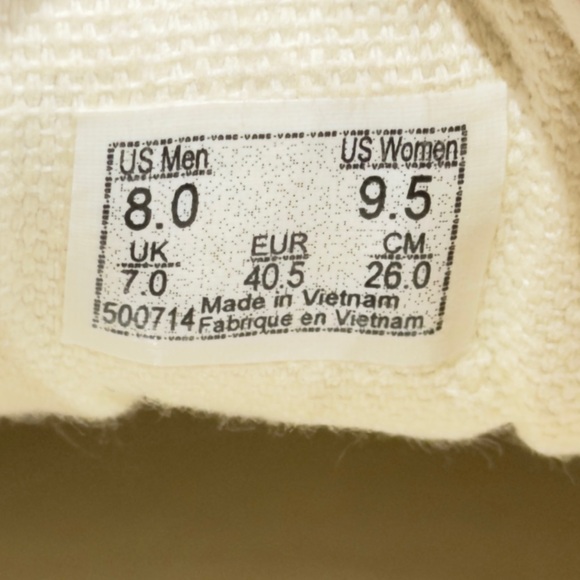 US Men US Women
8.0 9.5
UK EUR CM
7.0 40.5 26.0
500714 Made in Vietnam
Fabrique en Vietnam